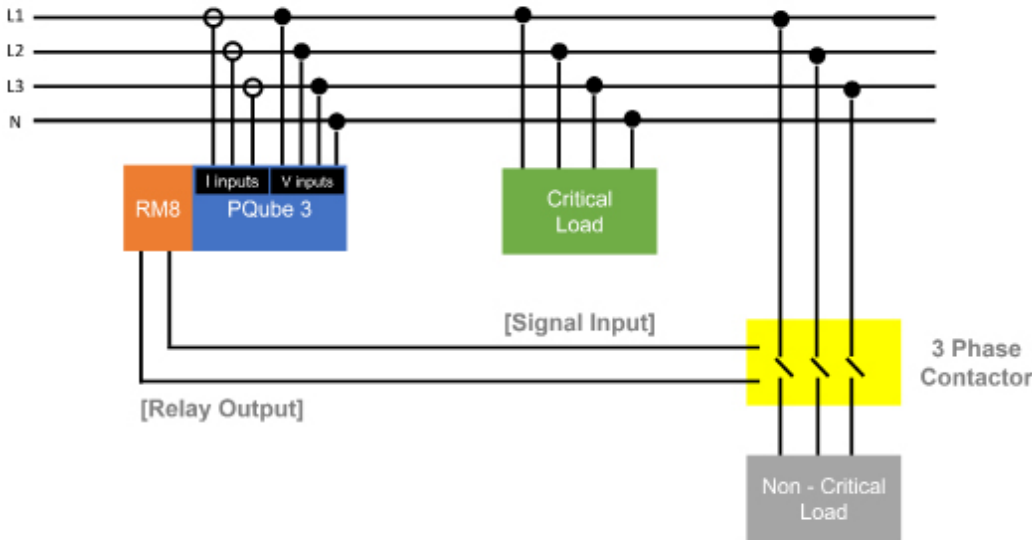 L1
L2
L3
N
I inputs
V inputs
RM8
PQube 3
Critical
Load
[Signal Input]
3 Phase
Contactor
[Relay Output]
Non - Critical
Load